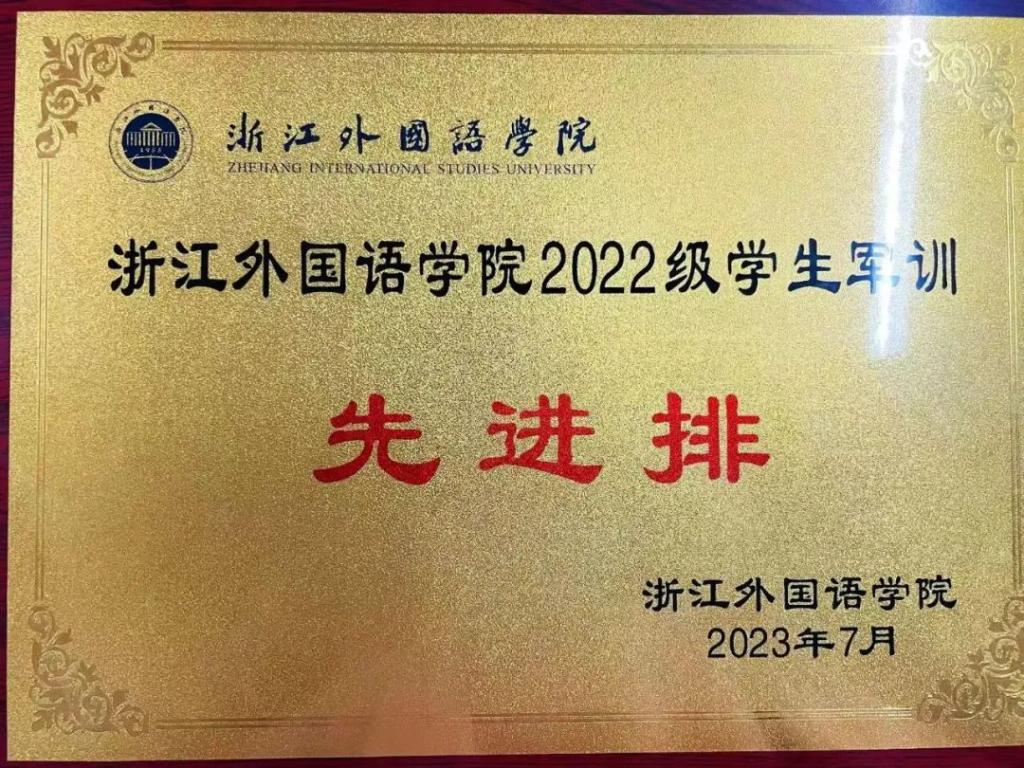 浙江外國語學院
ZHEJIANG INTERNATIONAL STUDIES UNIVERSITY
浙江外国语学院2022级学生军训
先进排
浙江外国语学院
2023年7月